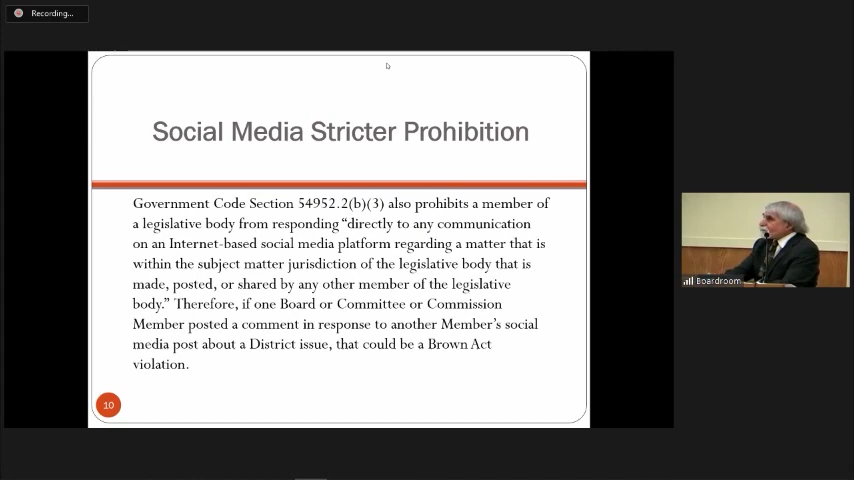 Recording...
Social Media Stricter Prohibition
Government Code Section 54952.2(b)(3) also prohibits a member of
a legislative body from responding “directly to any communication
on an Internet-based social media platform regarding a matter that is
within the subject matter jurisdiction of the legislative body that is
made, posted, or shared by any other member of the legislative
body.” Therefore, if one Board or Committee or Commission
Member posted a comment in response to another Member’s social
media post about a District issue, that could be a Brown Act
violation.
10
Boardroom